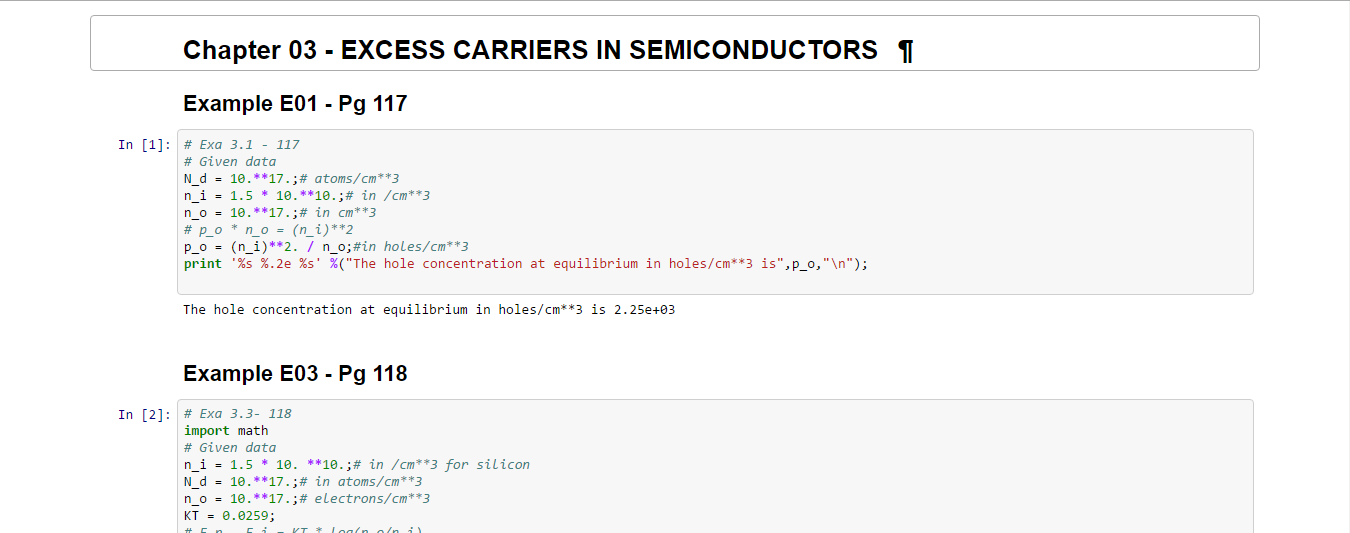 Chapter 03 - EXCESS CARRIERS IN SEMICONDUCTORS ¶
Example E01 - Pg 117
In [1]: # Exa 3.1 - 117
# Given data
N_d = 10.**17.;# atoms/cm**3
n_i = 1.5 * 10.**10.;# in /cm**3
n_o = 10.**17.;# in cm**3
# p_o * n_o = (n_i)**2
p_o = (n_i)**2. / n_o;#in holes/cm**3
print '%s %.2e %s' %("The hole concentration at equilibrium in holes/cm**3 is",p_o,"\n");
The hole concentration at equilibrium in holes/cm**3 is 2.25e+03
Example E03 - Pg 118
In [2]: # Exa 3.3- 118
import math
# Given data
n_i = 1.5 * 10. **10.;# in /cm**3 for silicon
N_d = 10.**17.;# in atoms/cm**3
n_o = 10.**17.;# electrons/cm**3
KT = 0.0259;
# E_n - E_i = KT * log(n_o/n_i)